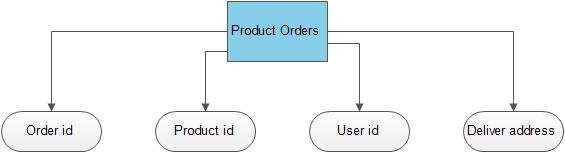 Product Orders
Order id
Product id
User id
Deliver address